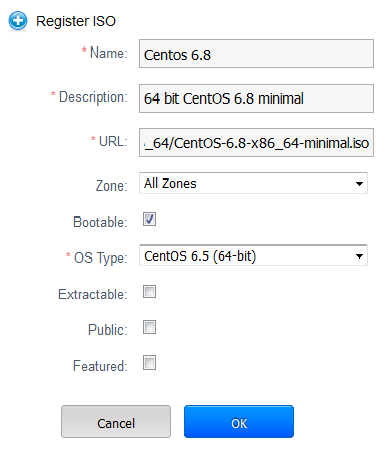 Register ISO
* Name: Centos 6.8
* Description: 64 bit CentOS 6.8 minimal
* URL: _64/CentOS-6.8-x86_64-minimal.iso
Zone: All Zones
Bootable:
* OS Type: CentOS 6.5 (64-bit)
Extractable:
Public:
Featured:
Cancel OK